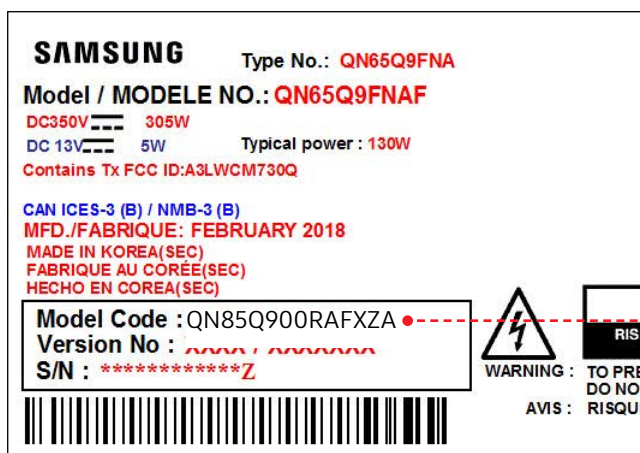 SAMSUNG Type No.: QN65Q9FNA
Model / MODELE NO.: QN65Q9FNAF
DC350V 305W
DC 13V 5W Typical power : 130W
Contains Tx FCC ID:A3LWCM730Q
CAN ICES-3 (B) / NMB-3 (B)
MFD./FABRIQUE: FEBRUARY 2018
MADE IN KOREA(SEC)
FABRIQUE AU CORÉE(SEC)
HECHO EN COREA(SEC)
Model Code : QN85Q900RAFXZA
Version No :
S/N : ************Z
WARNING : TO PRE
DO NO
AVIS : RISQU
RIS